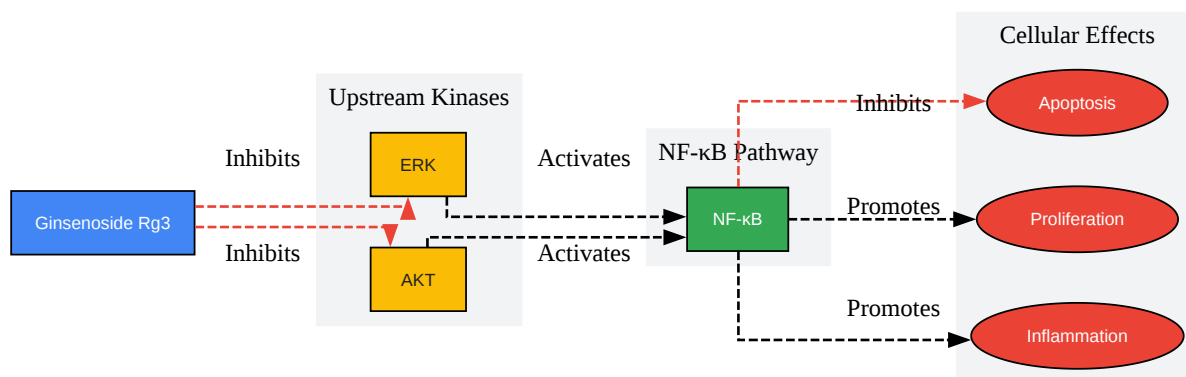 Cellular Effects
Upstream Kinases
Inhibits
Apoptosis
NF-κB Pathway
Inhibits
ERK
Activates
Ginsenoside Rg3
NF-κB
Promotes
Proliferation
Inhibits
AKT
Activates
Promotes
Inflammation